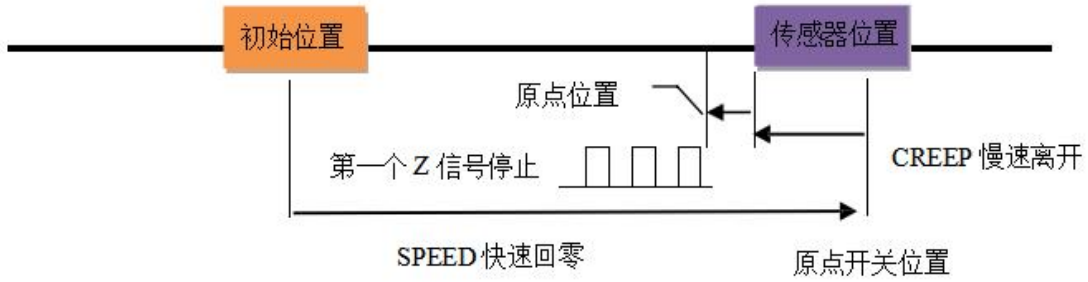 初始位置
传感器位置
原点位置
第一个 Z 信号停止
CREEP 慢速离开
SPEED 快速回零
原点开关位置